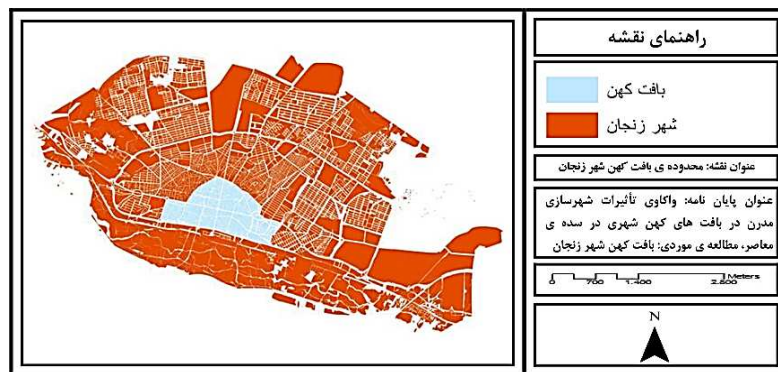 راهنمای نقشه
بافت کهن
شهر زنجان
عنوان نقشه: محدوده ی بافت کهن شهر زنجان
عنوان پایان نامه: واکاوی تأثیرات شهرسازی
مدرن در بافت های کهن شهری در سده ی
معاصر، مطالعه ی موردی: بافت کهن شهر زنجان
Meters
0 700 1,400 2,800
N